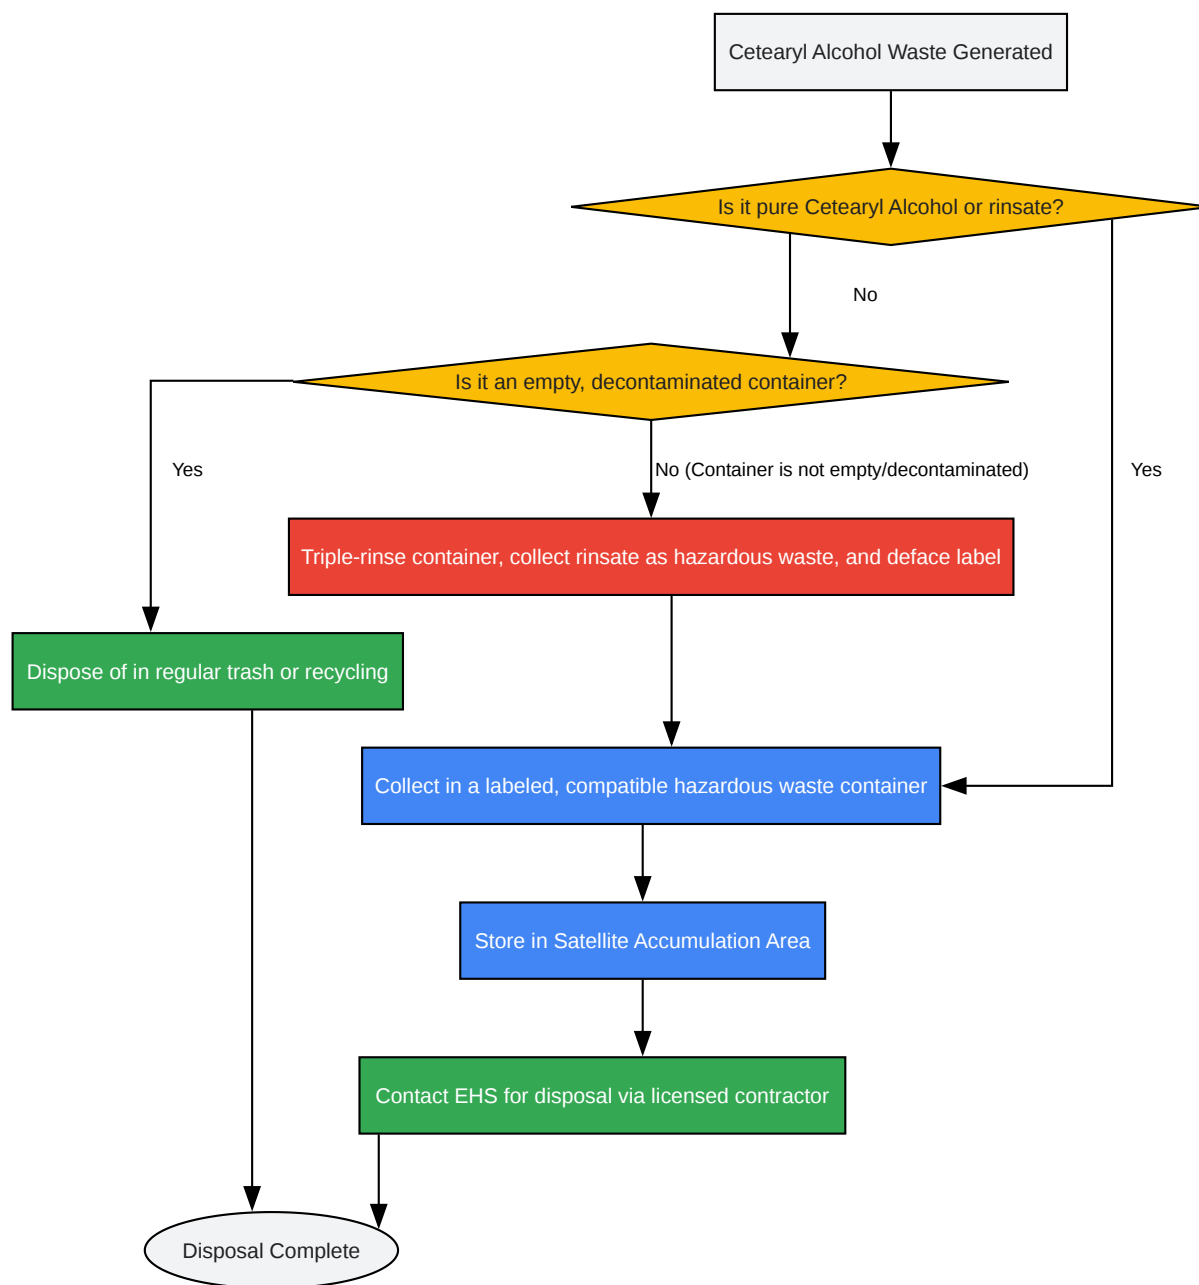 Cetearyl Alcohol Waste Generated
Is it pure Cetearyl Alcohol or rinsate?
No
Is it an empty, decontaminated container?
Yes
No (Container is not empty/decontaminated)
Yes
Triple-rinse container, collect rinsate as hazardous waste, and deface label
Dispose of in regular trash or recycling
Collect in a labeled, compatible hazardous waste container
Store in Satellite Accumulation Area
Contact EHS for disposal via licensed contractor
Disposal Complete